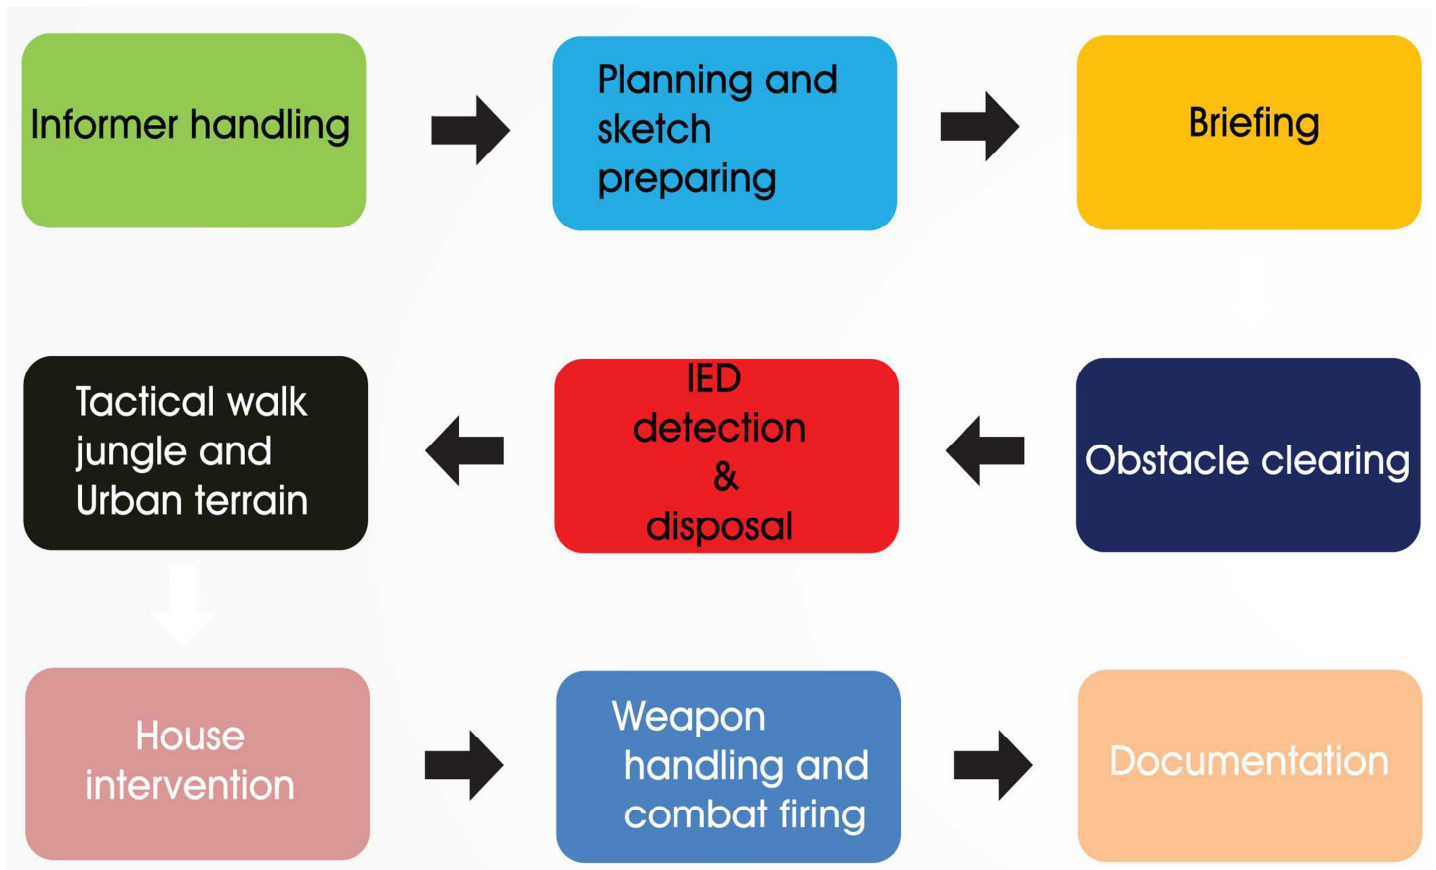 Informer handling
Planning and
sketch
preparing
Briefing
Tactical walk
jungle and
Urban terrain
IED
detection
&
disposal
Obstacle clearing
House
intervention
Weapon
handling and
combat firing
Documentation